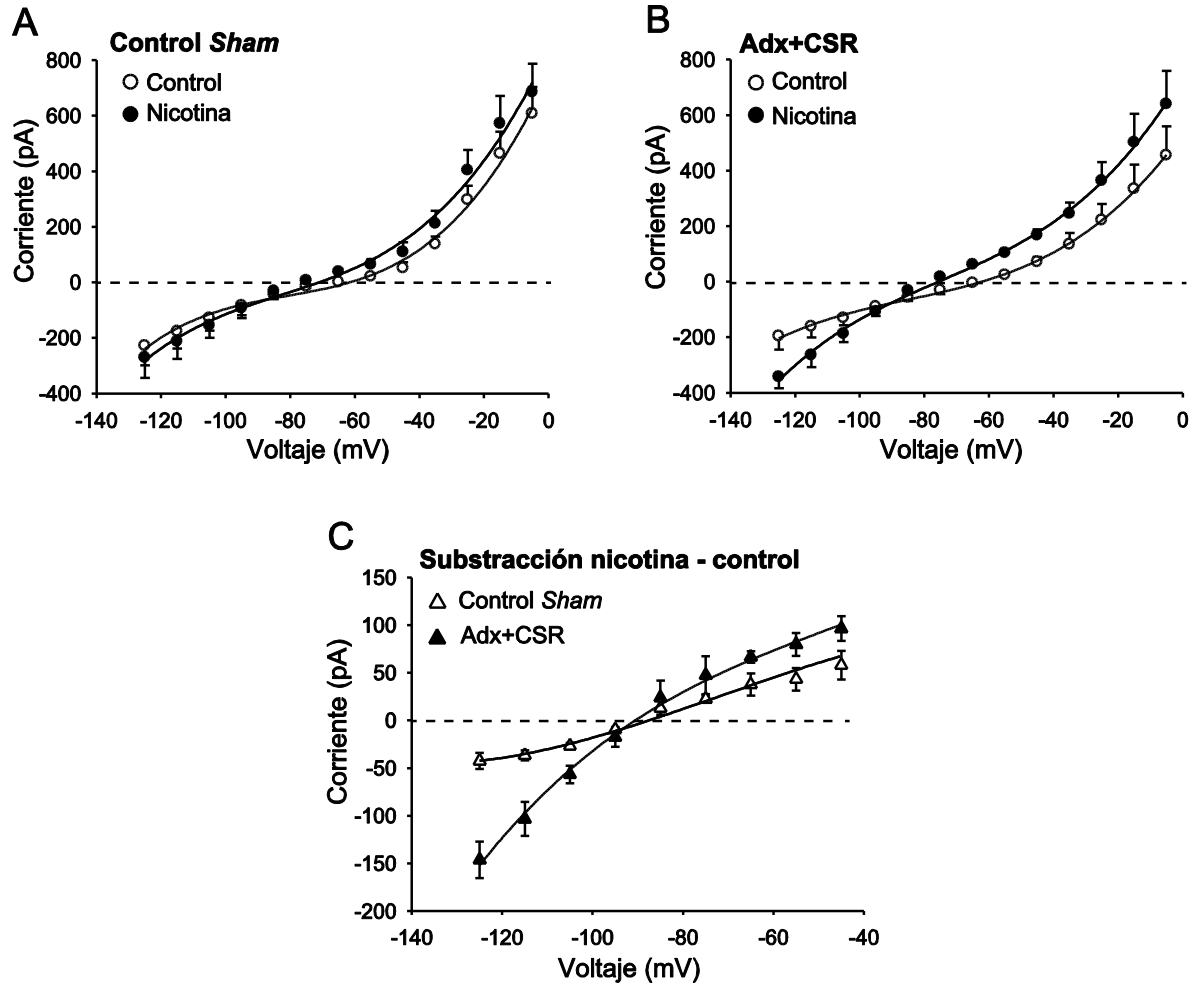 A
Control Sham
Control
Nicotina
800
600
400
200
0
-200
-400
-140 -120 -100 -80 -60 -40 -20 0
Corriente (pA)
Voltaje (mV)
B
Adx+CSR
Control
Nicotina
800
600
400
200
0
-200
-400
-140 -120 -100 -80 -60 -40 -20 0
Corriente (pA)
Voltaje (mV)
C
Substracción nicotina - control
Control Sham
Adx+CSR
150
100
50
0
-50
-100
-150
-200
-140 -120 -100 -80 -60 -40
Corriente (pA)
Voltaje (mV)